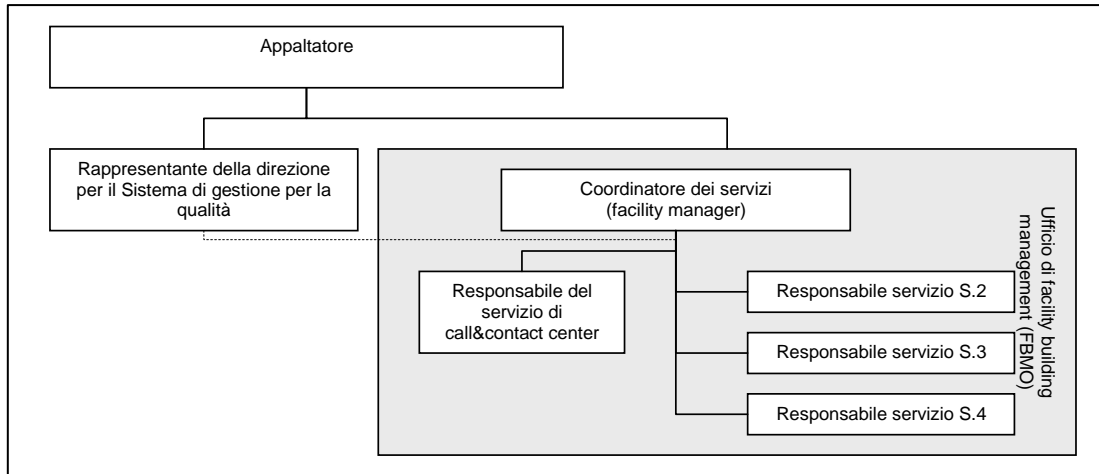 Appaltatore
Rappresentante della direzione
per il Sistema di gestione per la
qualità
Coordinatore dei servizi
(facility manager)
Ufficio di facility building
management (FBMO)
Responsabile del
servizio di
call&contact center
Responsabile servizio S.2
Responsabile servizio S.3
Responsabile servizio S.4